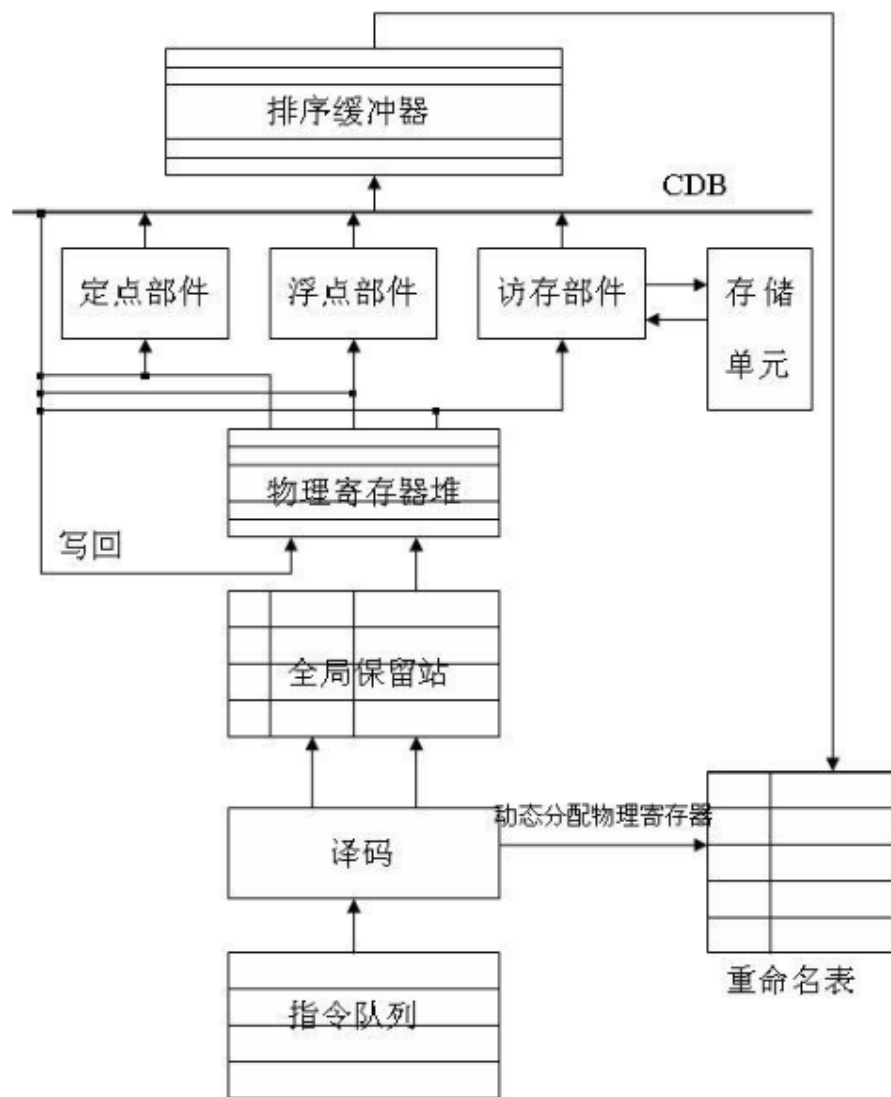 排序缓冲器
CDB
定点部件
浮点部件
访存部件
存储
单元
物理寄存器堆
写回
全局保留站
动态分配物理寄存器
译码
重命名表
指令队列